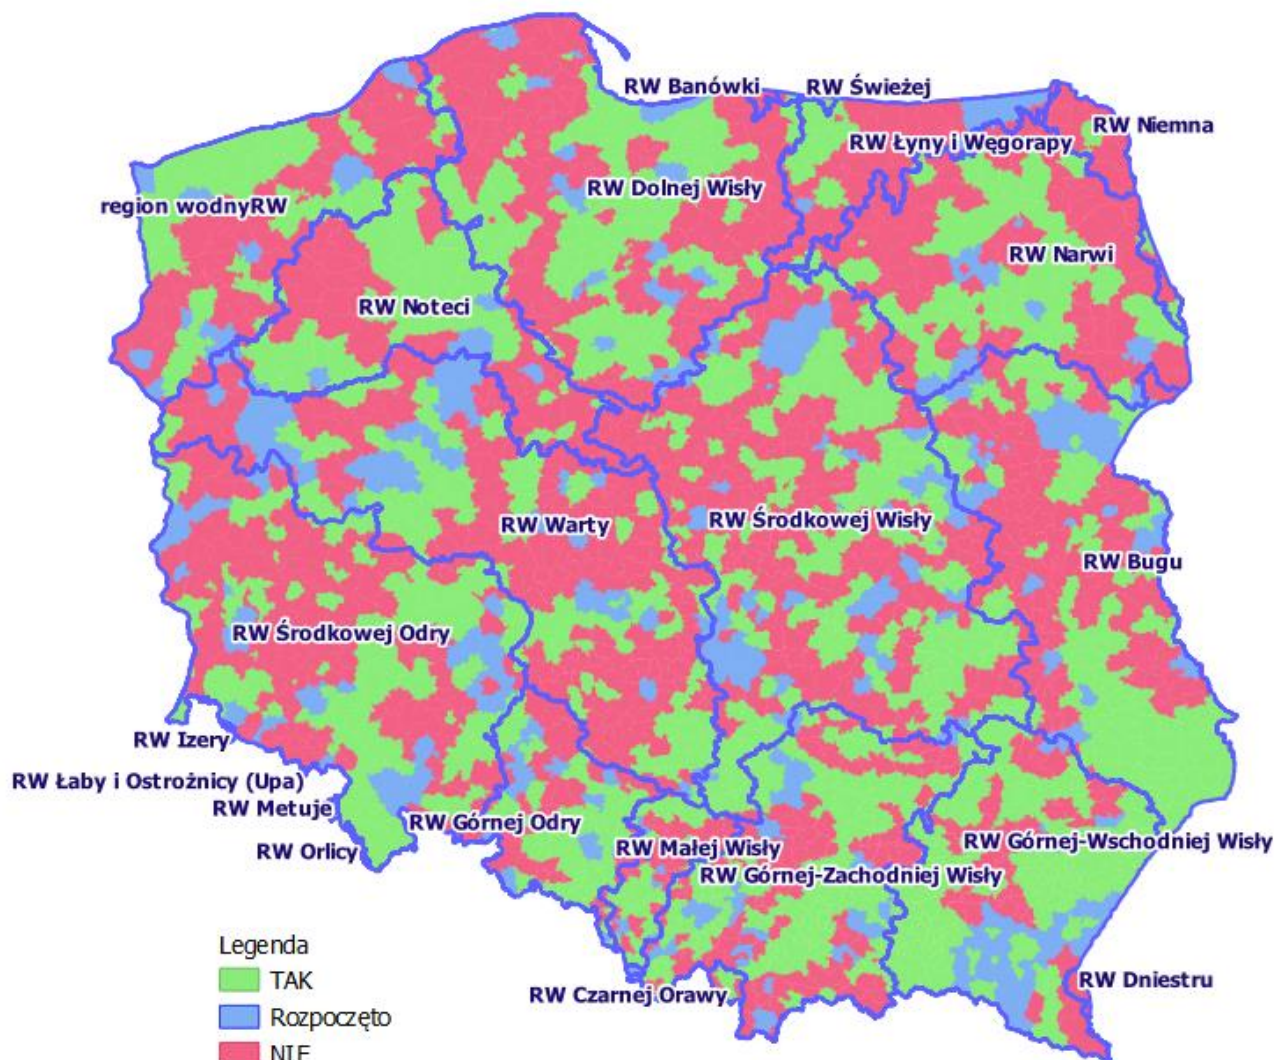 RW Banówki
RW Świeżej
RW Niemna
RW Łyny i Węgorapy
RW Dolnej Wisły
region wodnyRW
RW Narwi
RW Noteci
RW Warty
RW Środkowej Wisły
RW Bugu
RW Środkowej Odry
RW Izery
RW Łaby i Ostrożnicy (Upa)
RW Metuje
RW Górnej Odry
RW Orlicy
RW Małej Wisły
RW Górnej-Wschodniej Wisły
RW Górnej-Zachodniej Wisły
RW Czarnej Orawy
RW Dniestru
Legenda
TAK
Rozpoczęto
NIE